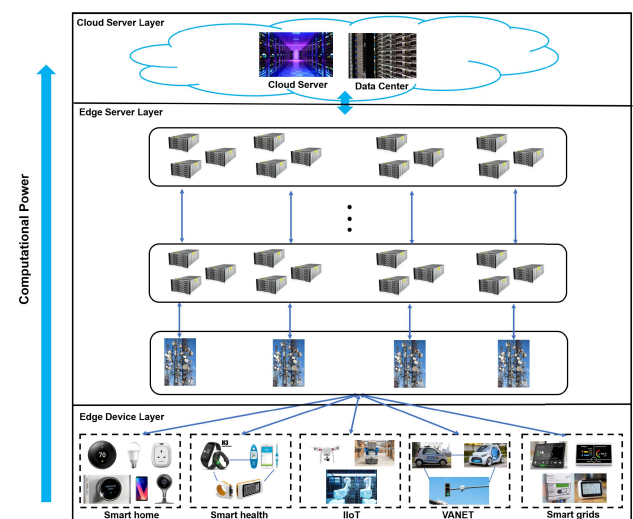 Cloud Server Layer
Cloud Server
Data Center
Edge Server Layer
Computational Power
Edge Device Layer
70
Smart home
Smart health
IIoT
VANET
Smart grids